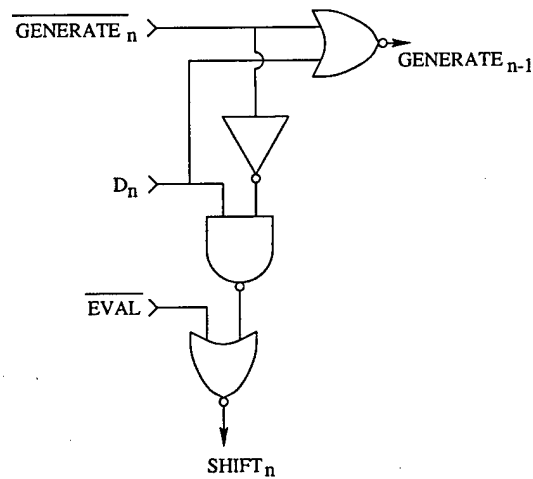 GENERATE n
GENERATE n-1
Dn
EVAL
SHIFTn